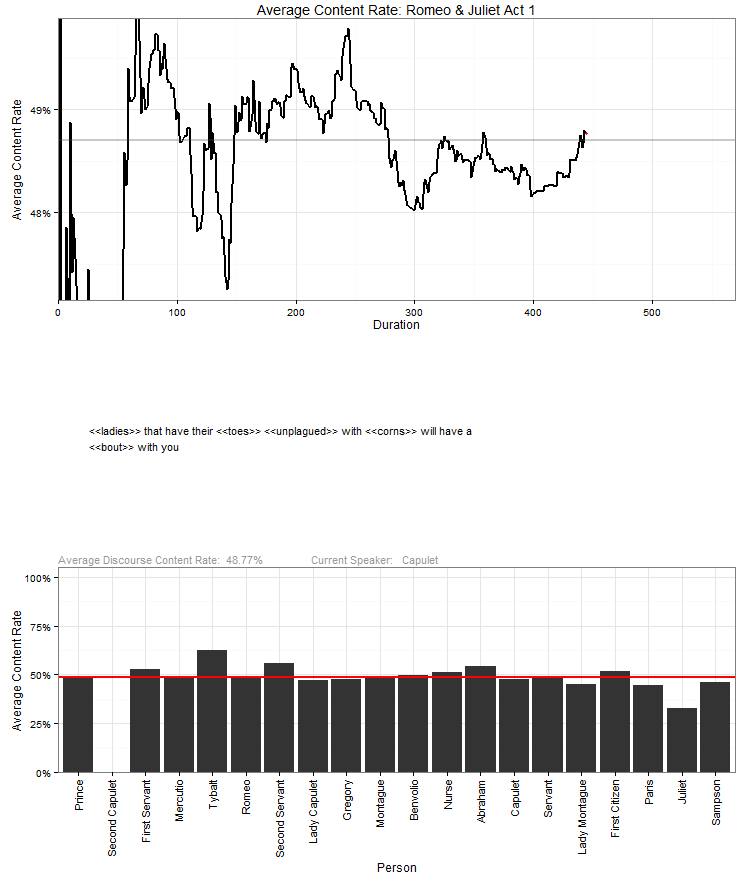 Average Content Rate: Romeo & Juliet Act 1
Average Content Rate
49%
48%
0
100
200
300
400
500
Duration
<<ladies>> that have their <<toes>> <<unplagued>> with <<corns>> will have a
<<bout>> with you
Average Discourse Content Rate: 48.77%
Current Speaker: Capulet
Average Content Rate
100%
75%
50%
25%
0%
Prince
Second Capulet
First Servant
Mercutio
Tybalt
Romeo
Second Servant
Lady Capulet
Gregory
Montague
Benvolio
Nurse
Abraham
Capulet
Servant
Lady Montague
First Citizen
Paris
Juliet
Sampson
Person